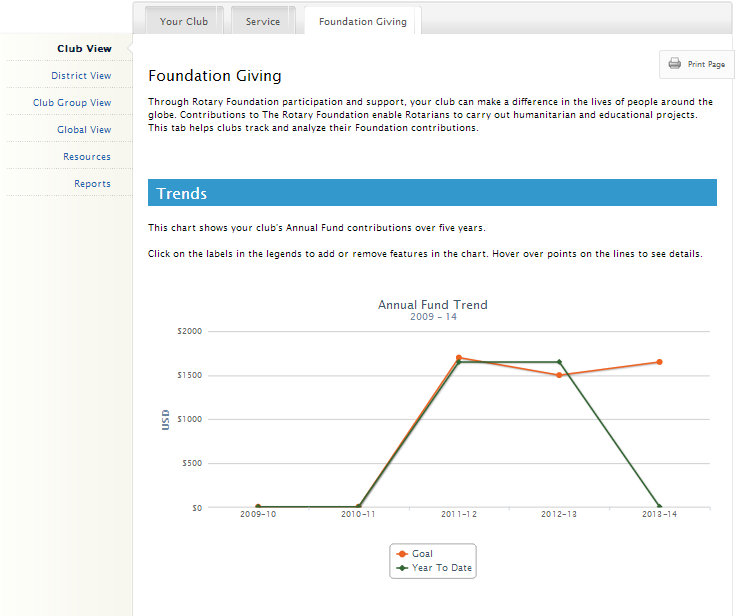 Your Club
Service
Foundation Giving
Club View
District View
Club Group View
Global View
Resources
Reports
Print Page
Foundation Giving
Through Rotary Foundation participation and support, your club can make a difference in the lives of people around the
globe. Contributions to The Rotary Foundation enable Rotarians to carry out humanitarian and educational projects.
This tab helps clubs track and analyze their Foundation contributions.
Trends
This chart shows your club's Annual Fund contributions over five years.
Click on the labels in the legends to add or remove features in the chart. Hover over points on the lines to see details.
Annual Fund Trend
2009 - 14
$2000
$1500
$1000
$500
$0
USD
2009-10
2010-11
2011-12
2012-13
2013-14
Goal
Year To Date